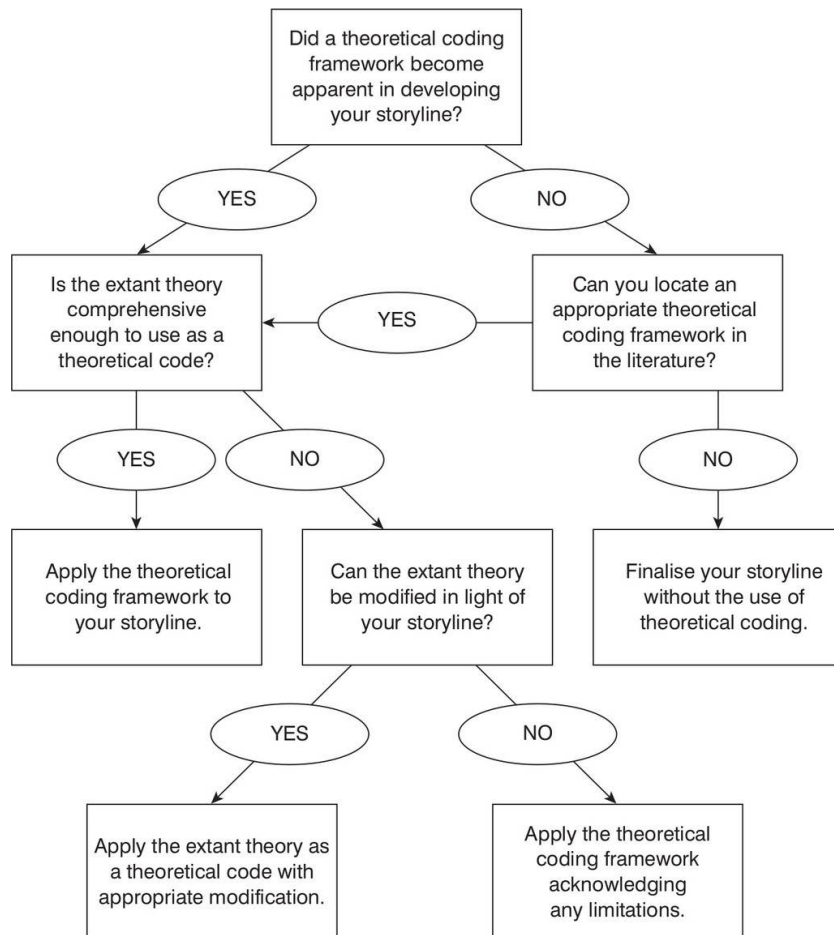 Did a theoretical coding
framework become
apparent in developing
your storyline?
YES
NO
Is the extant theory
comprehensive
enough to use as a
theoretical code?
YES
Can you locate an
appropriate theoretical
coding framework in
the literature?
YES
NO
NO
Apply the theoretical
coding framework to
your storyline.
Can the extant theory
be modified in light of
your storyline?
Finalise your storyline
without the use of
theoretical coding.
YES
NO
Apply the extant theory as
a theoretical code with
appropriate modification.
Apply the theoretical
coding framework
acknowledging
any limitations.